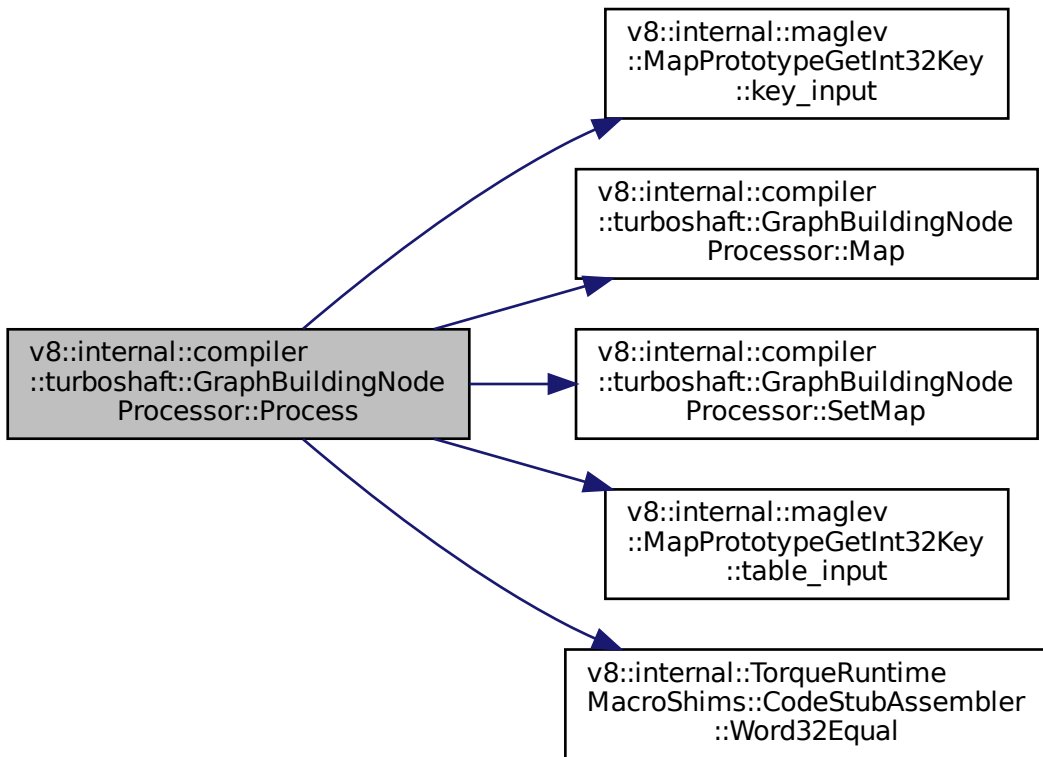 v8::internal::maglev
::MapPrototypeGetInt32Key
::key_input
v8::internal::compiler
::turboshaft::GraphBuildingNode
Processor::Map
v8::internal::compiler
::turboshaft::GraphBuildingNode
Processor::Process
v8::internal::compiler
::turboshaft::GraphBuildingNode
Processor::SetMap
v8::internal::maglev
::MapPrototypeGetInt32Key
::table_input
v8::internal::TorqueRuntime
MacroShims::CodeStubAssembler
::Word32Equal